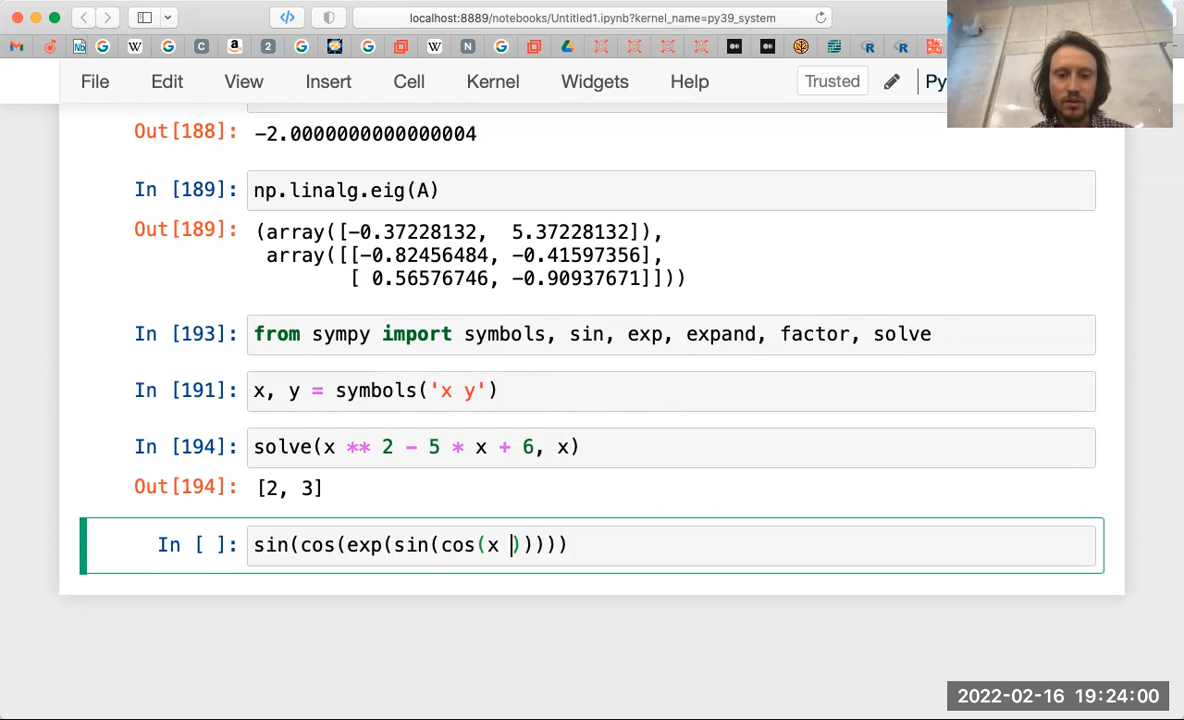 localhost:8889/notebooks/Untitled1.ipynb?kernel_name=py39_system
File Edit View Insert Cell Kernel Widgets Help Trusted Py
Out[188]: -2.0000000000000004
In [189]: np.linalg.eig(A)
Out[189]: (array([-0.37228132, 5.37228132]),
array([[-0.82456484, -0.41597356],
[ 0.56576746, -0.90937671]]))
In [193]: from sympy import symbols, sin, exp, expand, factor, solve
In [191]: x, y = symbols('x y')
In [194]: solve(x ** 2 - 5 * x + 6, x)
Out[194]: [2, 3]
In [ ]: sin(cos(exp(sin(cos(x )))))
2022-02-16 19:24:00